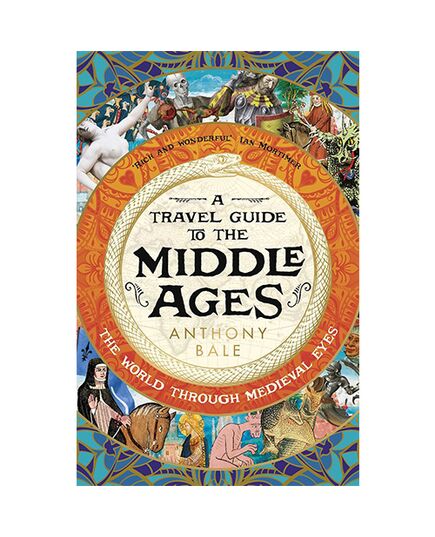 'RICH AND WONDERFUL' IAN MORTIMER
A
TRAVEL GUIDE
TO THE
MIDDLE
AGES
ANTHONY
BALE
THE WORLD THROUGH MEDIEVAL EYES